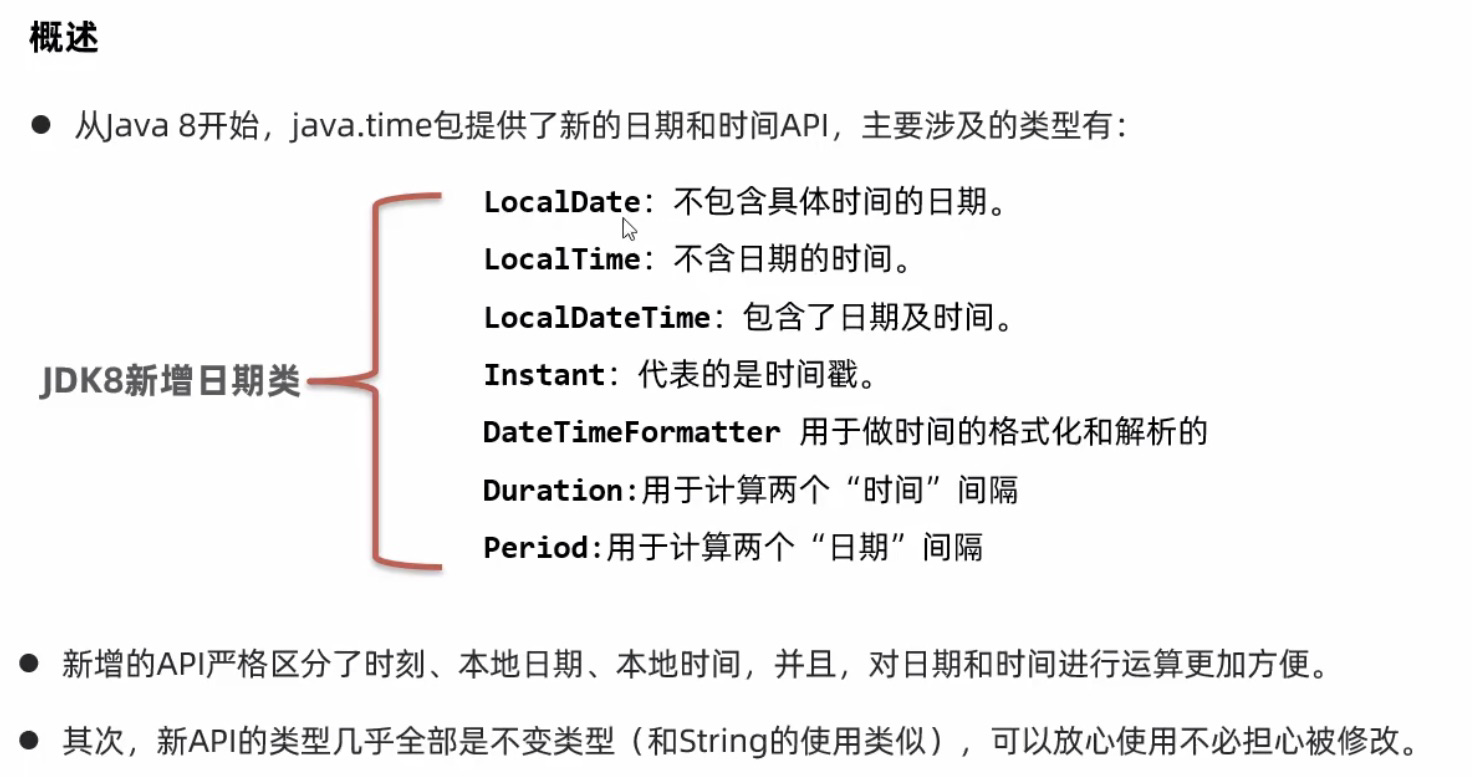 概述
● 从Java 8开始，java.time包提供了新的日期和时间API，主要涉及的类型有：
LocalDate：不包含具体时间的日期。
LocalTime：不含日期的时间。
LocalDateTime：包含了日期及时间。
Instant：代表的是时间戳。
JDK8新增日期类
DateTimeFormatter 用于做时间的格式化和解析的
Duration:用于计算两个“时间”间隔
Period:用于计算两个“日期”间隔
● 新增的API严格区分了时刻、本地日期、本地时间，并且，对日期和时间进行运算更加方便。
● 其次，新API的类型几乎全部是不变类型（和String的使用类似），可以放心使用不必担心被修改。